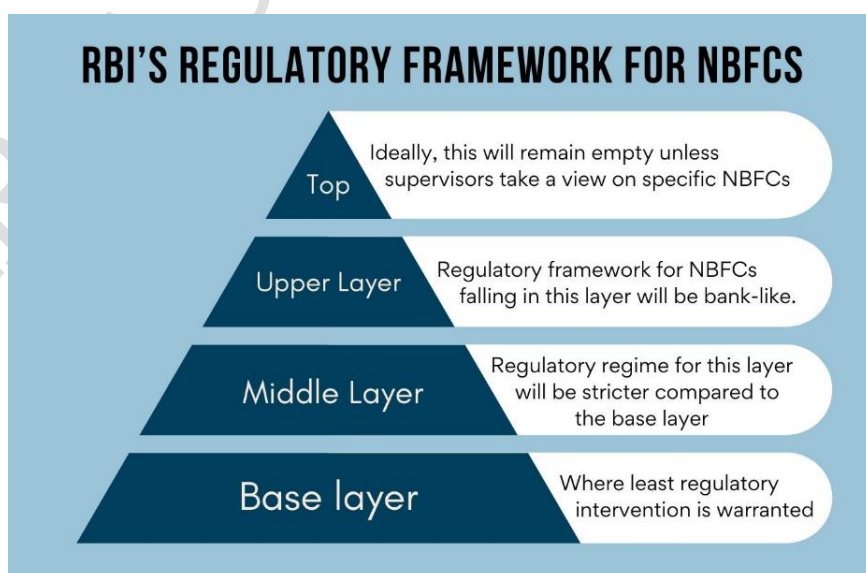 RBI'S REGULATORY FRAMEWORK FOR NBFCS
Top
Ideally, this will remain empty unless
supervisors take a view on specific NBFCs
Upper Layer
Regulatory framework for NBFCs
falling in this layer will be bank-like.
Middle Layer
Regulatory regime for this layer
will be stricter compared to
the base layer
Base layer
Where least regulatory
intervention is warranted